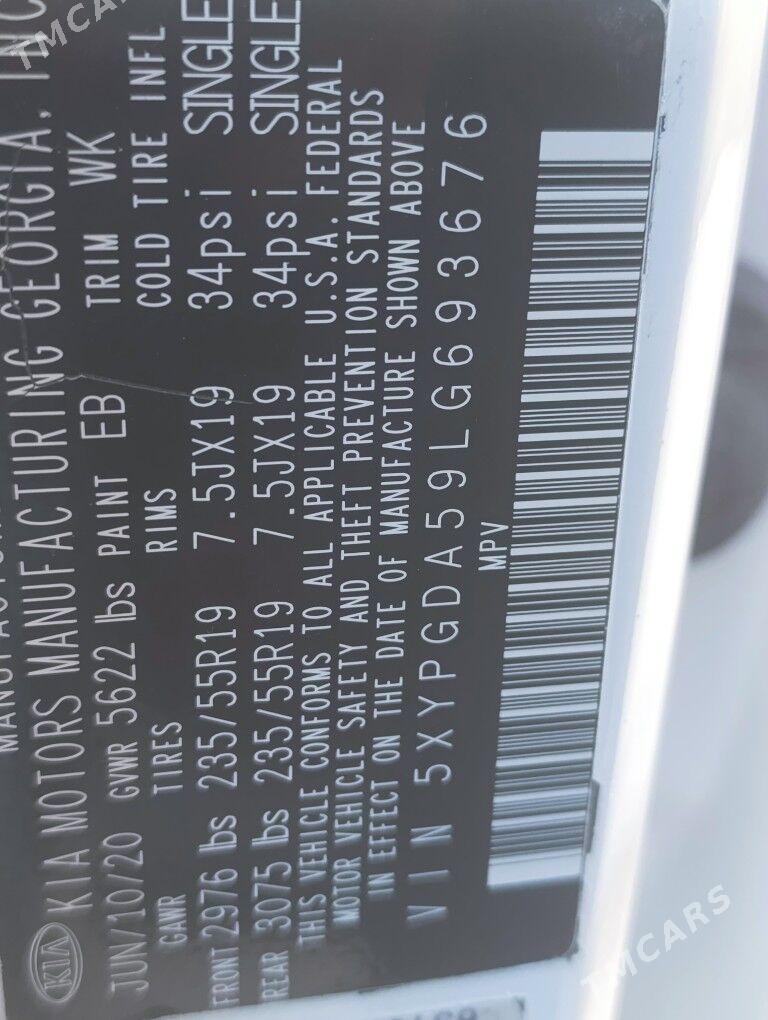 KIA MOTORS MANUFACTURING GEORGIA, INC
JUN/10/20 GVWR 5622 lbs PAINT EB TRIM WK
GAWR TIRES RIMS COLD TIRE INFL
FRONT 2976 lbs 235/55R19 7.5JX19 34psi SINGLE
REAR 3075 lbs 235/55R19 7.5JX19 34psi SINGLE
THIS VEHICLE CONFORMS TO ALL APPLICABLE U.S.A. FEDERAL
MOTOR VEHICLE SAFETY AND THEFT PREVENTION STANDARDS
IN EFFECT ON THE DATE OF MANUFACTURE SHOWN ABOVE
VIN 5XYPGDA59LG693676
MPV
KIA
TMCARS
TMCARS